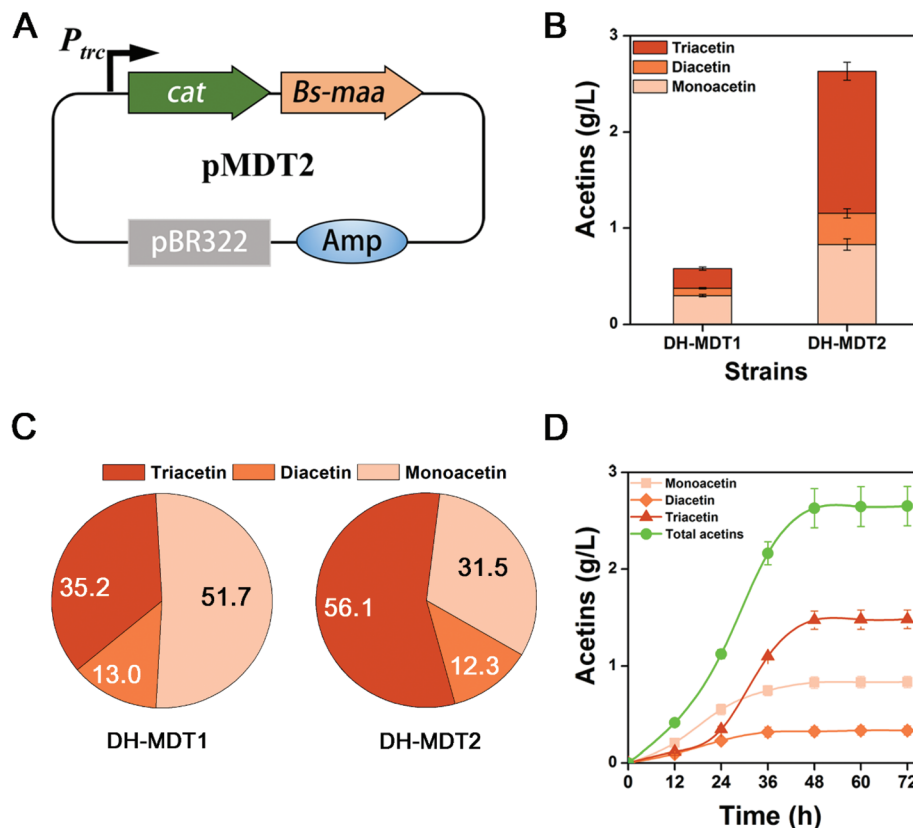 A
P trc
cat
Bs-maa
pMDT2
pBR322
Amp
B
Triacetin
Diacetin
Monoacetin
Acetins (g/L)
3
2
1
0
DH-MDT1
DH-MDT2
Strains
C
Triacetin Diacetin Monoacetin
35.2
51.7
13.0
DH-MDT1
31.5
56.1
12.3
DH-MDT2
D
Monoacetin
Diacetin
Triacetin
Total acetins
Acetins (g/L)
3
2
1
0
0 12 24 36 48 60 72
Time (h)